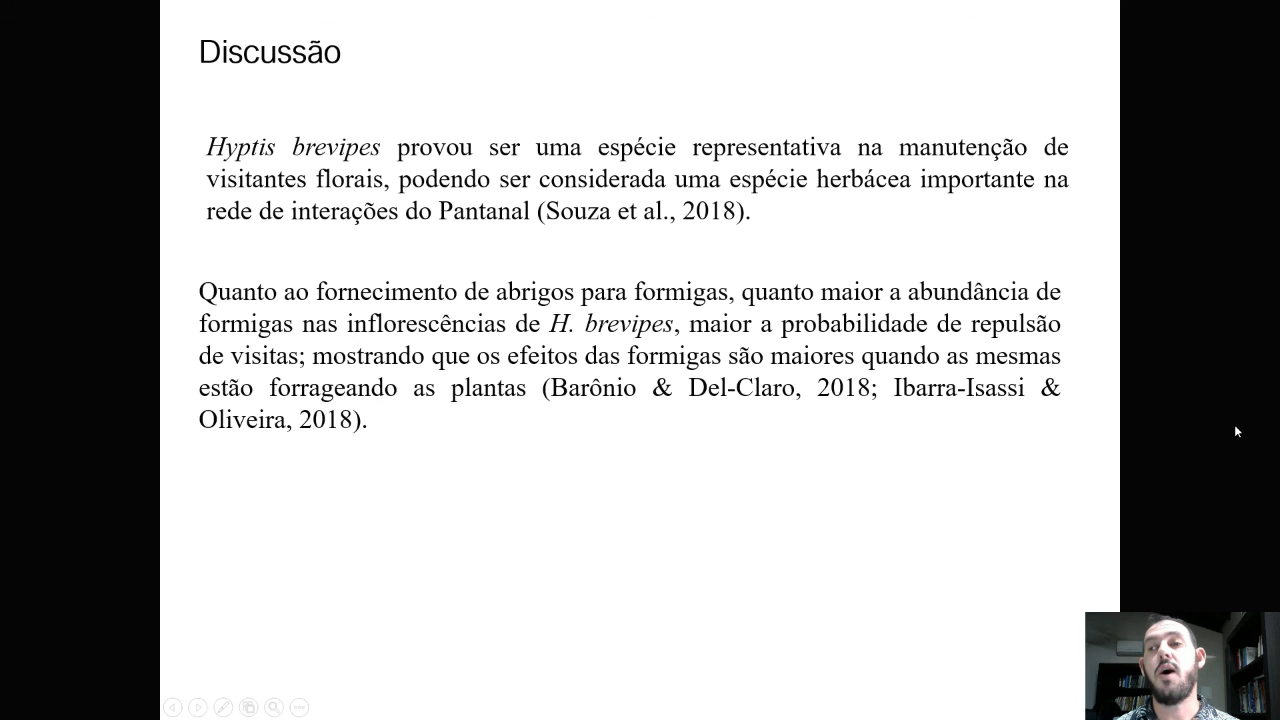 Discussão
Hyptis brevipes provou ser uma espécie representativa na manutenção de
visitantes florais, podendo ser considerada uma espécie herbácea importante na
rede de interações do Pantanal (Souza et al., 2018).
Quanto ao fornecimento de abrigos para formigas, quanto maior a abundância de
formigas nas inflorescências de H. brevipes, maior a probabilidade de repulsão
de visitas; mostrando que os efeitos das formigas são maiores quando as mesmas
estão forrageando as plantas (Barônio & Del-Claro, 2018; Ibarra-Isassi &
Oliveira, 2018).